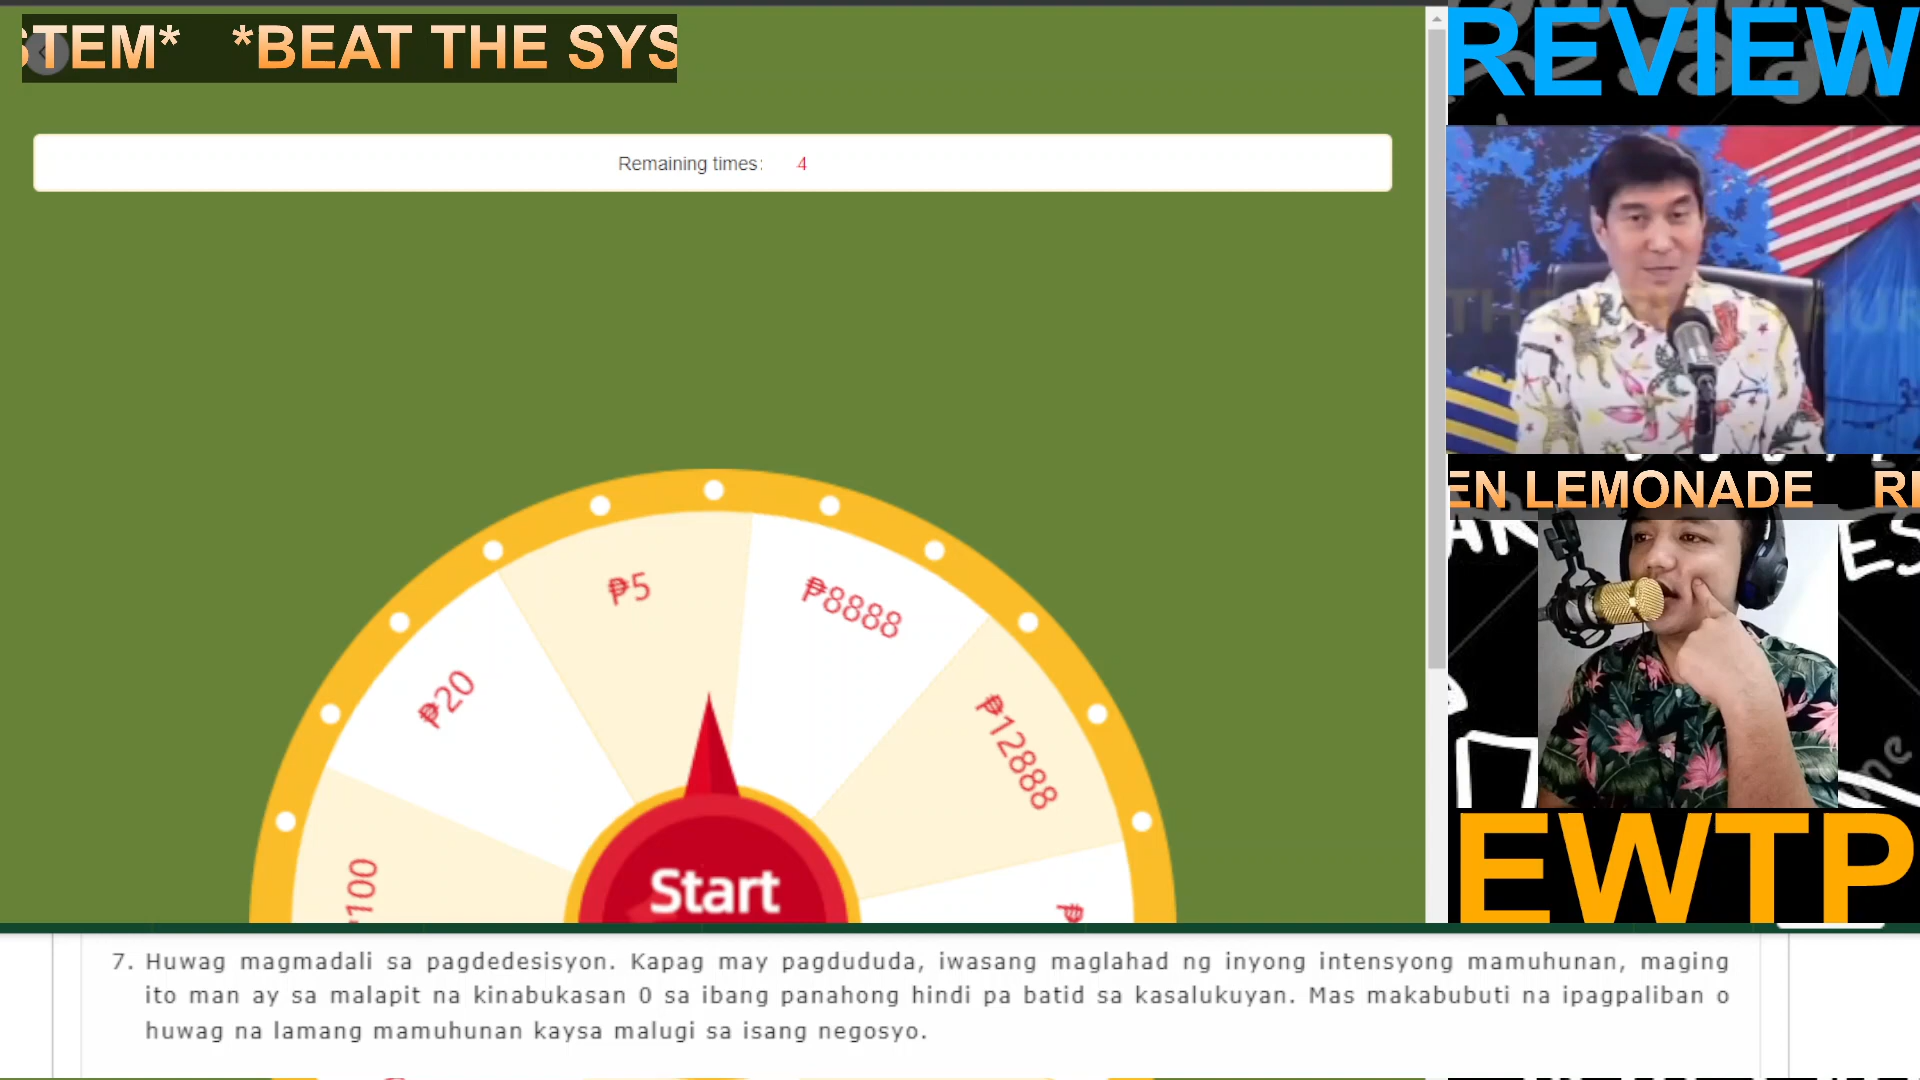 STEM* *BEAT THE SYS
REVIEW
Remaining times: 4
EN LEMONADE
₱5
₱8888
₱20
₱12888
100
Start
₱
EWTP
7. Huwag magmadali sa pagdedesisyon. Kapag may pagdududa, iwasang maglahad ng inyong intensyong mamuhunan, maging
ito man ay sa malapit na kinabukasan 0 sa ibang panahong hindi pa batid sa kasalukuyan. Mas makabubuti na ipagpaliban o
huwag na lamang mamuhunan kaysa malugi sa isang negosyo.